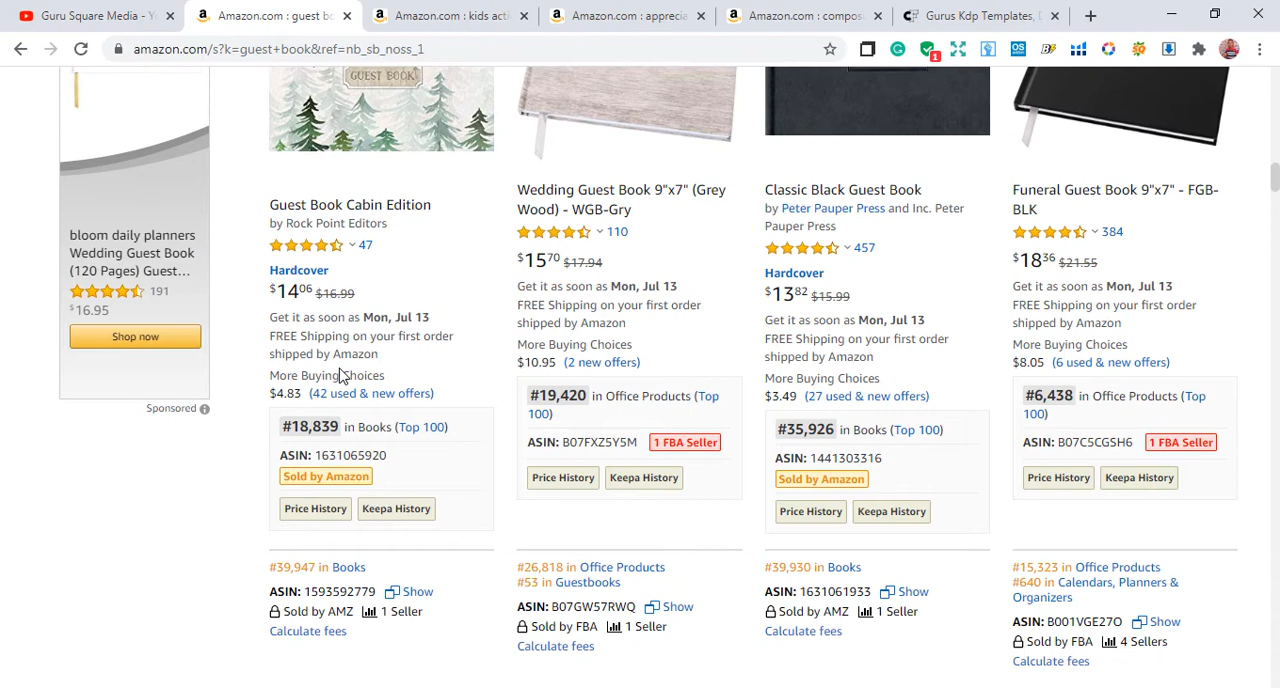 Guru Square Media - Y
Amazon.com : guest bo
Amazon.com : kids acti
Amazon.com : apprecia
Amazon.com : compos
Gurus Kdp Templates, D
amazon.com/s?k=guest+book&ref=nb_sb_noss_1
1
GUEST BOOK
bloom daily planners
Wedding Guest Book
(120 Pages) Guest...
191
$16.95
Shop now
Sponsored
Guest Book Cabin Edition
by Rock Point Editors
47
Hardcover
$14 06 $16.99
Get it as soon as Mon, Jul 13
FREE Shipping on your first order
shipped by Amazon
More Buying Choices
$4.83 (42 used & new offers)
#18,839 in Books (Top 100)
ASIN: 1631065920
Sold by Amazon
Price History Keepa History
#39,947 in Books
ASIN: 1593592779 Show
Sold by AMZ 1 Seller
Calculate fees
Wedding Guest Book 9"x7" (Grey
Wood) - WGB-Gry
110
$15 70 $17.94
Get it as soon as Mon, Jul 13
FREE Shipping on your first order
shipped by Amazon
More Buying Choices
$10.95 (2 new offers)
#19,420 in Office Products (Top
100)
ASIN: B07FXZ5Y5M 1 FBA Seller
Price History Keepa History
#26,818 in Office Products
#53 in Guestbooks
ASIN: B07GW57RWQ Show
Sold by FBA 1 Seller
Calculate fees
Classic Black Guest Book
by Peter Pauper Press and Inc. Peter
Pauper Press
457
Hardcover
$13 82 $15.99
Get it as soon as Mon, Jul 13
FREE Shipping on your first order
shipped by Amazon
More Buying Choices
$3.49 (27 used & new offers)
#35,926 in Books (Top 100)
ASIN: 1441303316
Sold by Amazon
Price History Keepa History
#39,930 in Books
ASIN: 1631061933 Show
Sold by AMZ 1 Seller
Calculate fees
Funeral Guest Book 9"x7" - FGB-
BLK
384
$18 36 $21.55
Get it as soon as Mon, Jul 13
FREE Shipping on your first order
shipped by Amazon
More Buying Choices
$8.05 (6 used & new offers)
#6,438 in Office Products (Top
100)
ASIN: B07C5CGSH6 1 FBA Seller
Price History Keepa History
#15,323 in Office Products
#640 in Calendars, Planners &
Organizers
ASIN: B001VGE27O Show
Sold by FBA 4 Sellers
Calculate fees